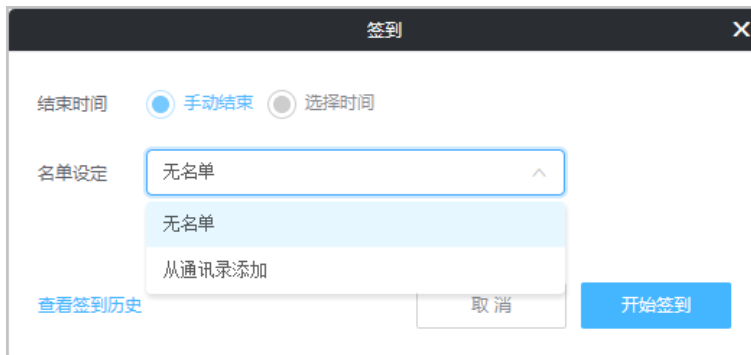 签到
结束时间 手动结束 选择时间
名单设定 无名单
无名单
从通讯录添加
查看签到历史 取消 开始签到